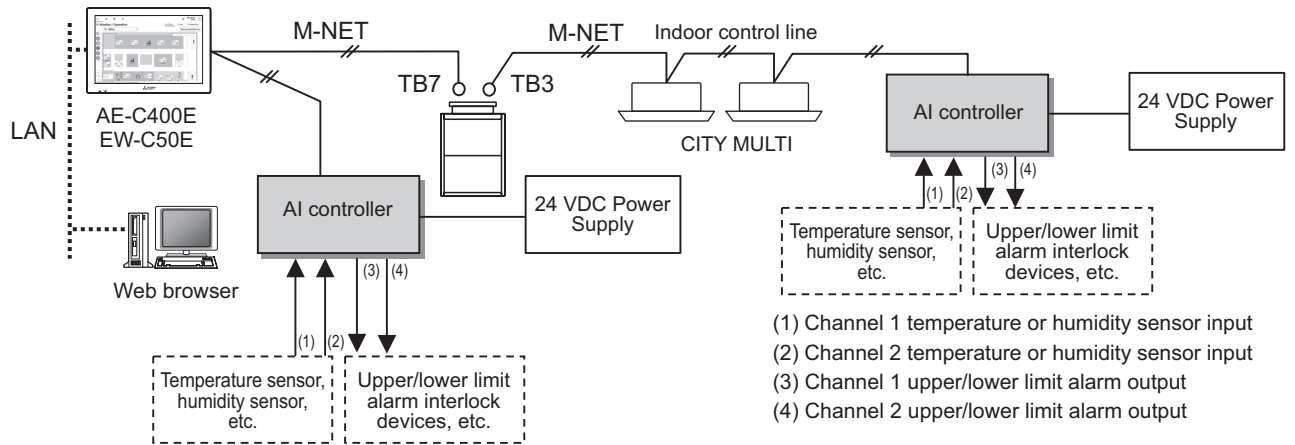 M-NET
M-NET
Indoor control line
TB7
TB3
AI controller
24 VDC Power
Supply
AE-C400E
EW-C50E
LAN
CITY MULTI
(1)
(2)
(3)
(4)
AI controller
24 VDC Power
Supply
Temperature sensor,
humidity sensor,
etc.
Upper/lower limit
alarm interlock
devices, etc.
Web browser
(3)
(4)
(1)
(2)
Temperature sensor,
humidity sensor,
etc.
Upper/lower limit
alarm interlock
devices, etc.
(1) Channel 1 temperature or humidity sensor input
(2) Channel 2 temperature or humidity sensor input
(3) Channel 1 upper/lower limit alarm output
(4) Channel 2 upper/lower limit alarm output